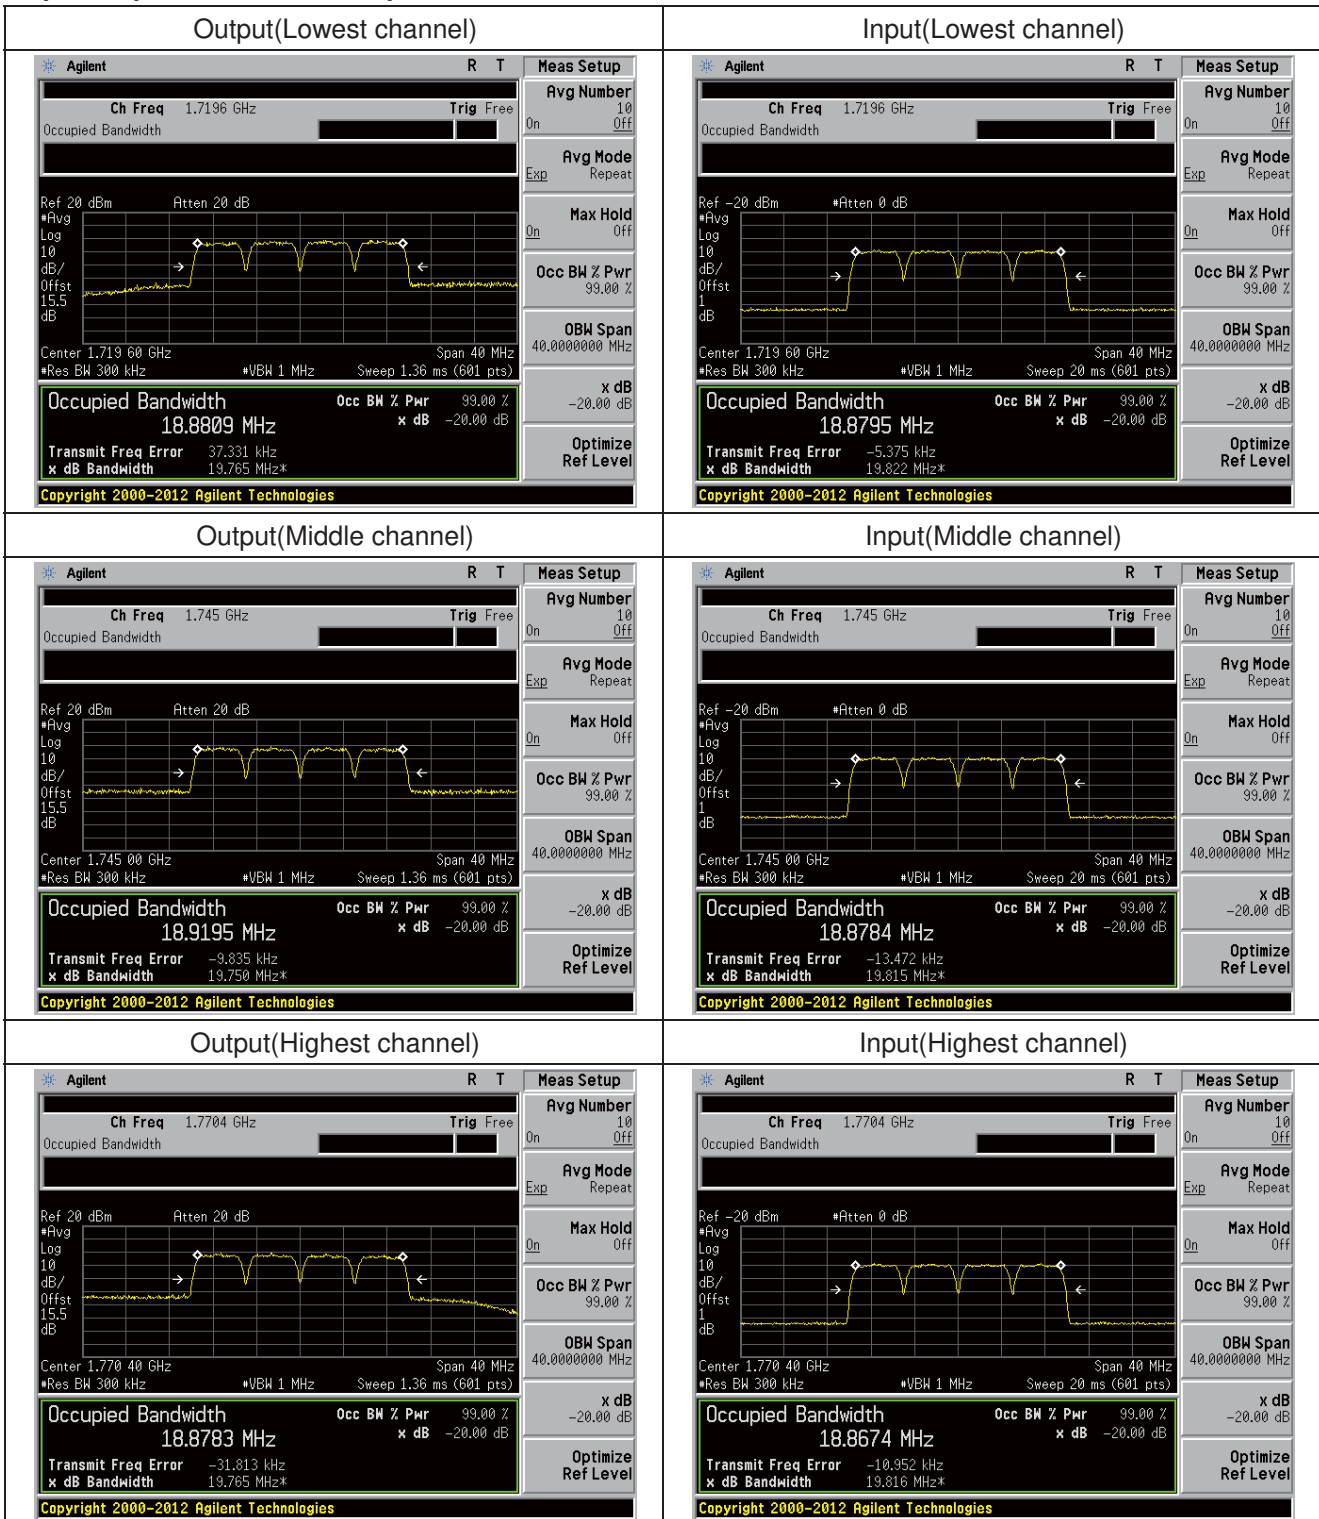 Output(Lowest channel)
Input(Lowest channel)
Agilent R T Meas Setup
Ch Freq 1.7196 GHz Trig Free
Occupied Bandwidth
Avg Number
10
On Off
Avg Mode
Exp Repeat
Ref 20 dBm Atten 20 dB
#Avg
Log
10
dB/
Offst
15.5
dB
Max Hold
On Off
Occ BW % Pwr
99.00 %
OBW Span
40.0000000 MHz
Center 1.719 60 GHz Span 40 MHz
#Res BW 300 kHz #VBW 1 MHz Sweep 1.36 ms (601 pts)
x dB
-20.00 dB
Occupied Bandwidth Occ BW % Pwr 99.00 %
18.8809 MHz x dB -20.00 dB
Transmit Freq Error 37.331 kHz
x dB Bandwidth 19.765 MHz*
Optimize
Ref Level
Copyright 2000-2012 Agilent Technologies
Agilent R T Meas Setup
Ch Freq 1.7196 GHz Trig Free
Occupied Bandwidth
Avg Number
10
On Off
Avg Mode
Exp Repeat
Ref -20 dBm #Atten 0 dB
#Avg
Log
10
dB/
Offst
1
dB
Max Hold
On Off
Occ BW % Pwr
99.00 %
OBW Span
40.0000000 MHz
Center 1.719 60 GHz Span 40 MHz
#Res BW 300 kHz #VBW 1 MHz Sweep 20 ms (601 pts)
x dB
-20.00 dB
Occupied Bandwidth Occ BW % Pwr 99.00 %
18.8795 MHz x dB -20.00 dB
Transmit Freq Error -5.375 kHz
x dB Bandwidth 19.822 MHz*
Optimize
Ref Level
Copyright 2000-2012 Agilent Technologies
Output(Middle channel)
Input(Middle channel)
Agilent R T Meas Setup
Ch Freq 1.745 GHz Trig Free
Occupied Bandwidth
Avg Number
10
On Off
Avg Mode
Exp Repeat
Ref 20 dBm Atten 20 dB
#Avg
Log
10
dB/
Offst
15.5
dB
Max Hold
On Off
Occ BW % Pwr
99.00 %
OBW Span
40.0000000 MHz
Center 1.745 00 GHz Span 40 MHz
#Res BW 300 kHz #VBW 1 MHz Sweep 1.36 ms (601 pts)
x dB
-20.00 dB
Occupied Bandwidth Occ BW % Pwr 99.00 %
18.9195 MHz x dB -20.00 dB
Transmit Freq Error -9.835 kHz
x dB Bandwidth 19.750 MHz*
Optimize
Ref Level
Copyright 2000-2012 Agilent Technologies
Agilent R T Meas Setup
Ch Freq 1.745 GHz Trig Free
Occupied Bandwidth
Avg Number
10
On Off
Avg Mode
Exp Repeat
Ref -20 dBm #Atten 0 dB
#Avg
Log
10
dB/
Offst
1
dB
Max Hold
On Off
Occ BW % Pwr
99.00 %
OBW Span
40.0000000 MHz
Center 1.745 00 GHz Span 40 MHz
#Res BW 300 kHz #VBW 1 MHz Sweep 20 ms (601 pts)
x dB
-20.00 dB
Occupied Bandwidth Occ BW % Pwr 99.00 %
18.8784 MHz x dB -20.00 dB
Transmit Freq Error -13.472 kHz
x dB Bandwidth 19.815 MHz*
Optimize
Ref Level
Copyright 2000-2012 Agilent Technologies
Output(Highest channel)
Input(Highest channel)
Agilent R T Meas Setup
Ch Freq 1.7704 GHz Trig Free
Occupied Bandwidth
Avg Number
10
On Off
Avg Mode
Exp Repeat
Ref 20 dBm Atten 20 dB
#Avg
Log
10
dB/
Offst
15.5
dB
Max Hold
On Off
Occ BW % Pwr
99.00 %
OBW Span
40.0000000 MHz
Center 1.770 40 GHz Span 40 MHz
#Res BW 300 kHz #VBW 1 MHz Sweep 1.36 ms (601 pts)
x dB
-20.00 dB
Occupied Bandwidth Occ BW % Pwr 99.00 %
18.8783 MHz x dB -20.00 dB
Transmit Freq Error -31.813 kHz
x dB Bandwidth 19.765 MHz*
Optimize
Ref Level
Copyright 2000-2012 Agilent Technologies
Agilent R T Meas Setup
Ch Freq 1.7704 GHz Trig Free
Occupied Bandwidth
Avg Number
10
On Off
Avg Mode
Exp Repeat
Ref -20 dBm #Atten 0 dB
#Avg
Log
10
dB/
Offst
1
dB
Max Hold
On Off
Occ BW % Pwr
99.00 %
OBW Span
40.0000000 MHz
Center 1.770 40 GHz Span 40 MHz
#Res BW 300 kHz #VBW 1 MHz Sweep 20 ms (601 pts)
x dB
-20.00 dB
Occupied Bandwidth Occ BW % Pwr 99.00 %
18.8674 MHz x dB -20.00 dB
Transmit Freq Error -10.952 kHz
x dB Bandwidth 19.816 MHz*
Optimize
Ref Level
Copyright 2000-2012 Agilent Technologies